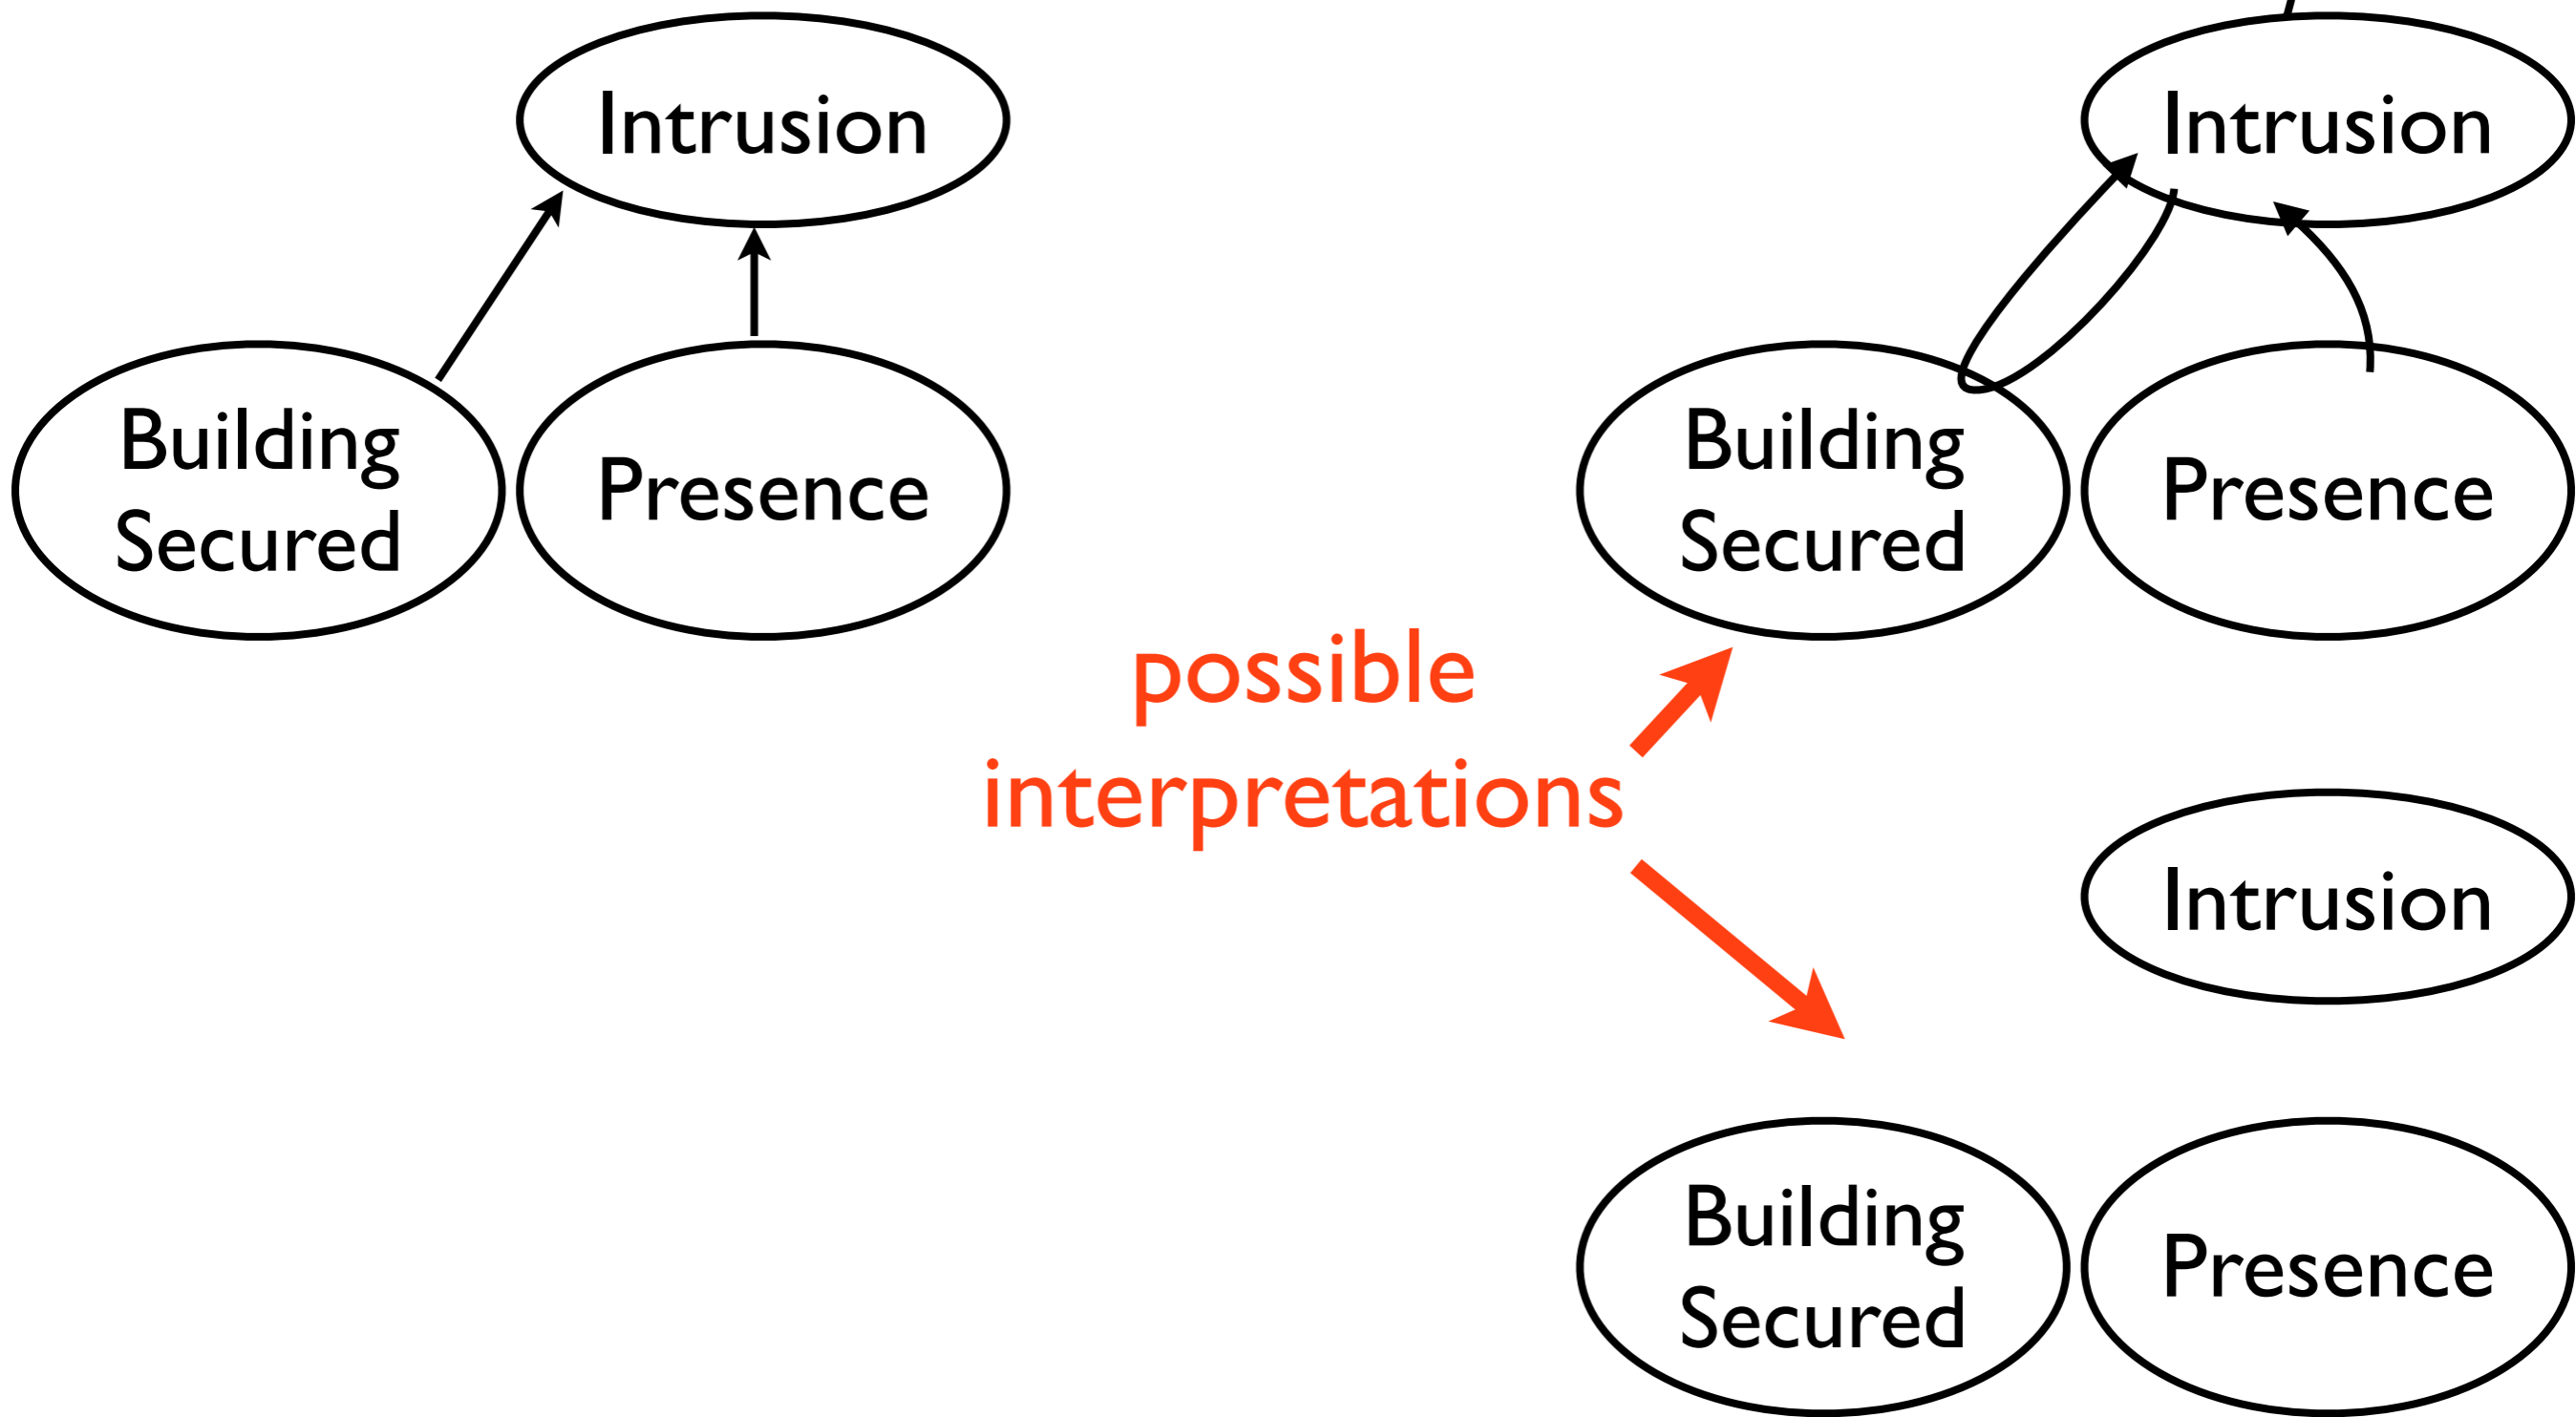 Intrusion
Building
Secured
Presence
Intrusion
Building
Secured
Presence
possible
interpretations
Intrusion
Building
Secured
Presence